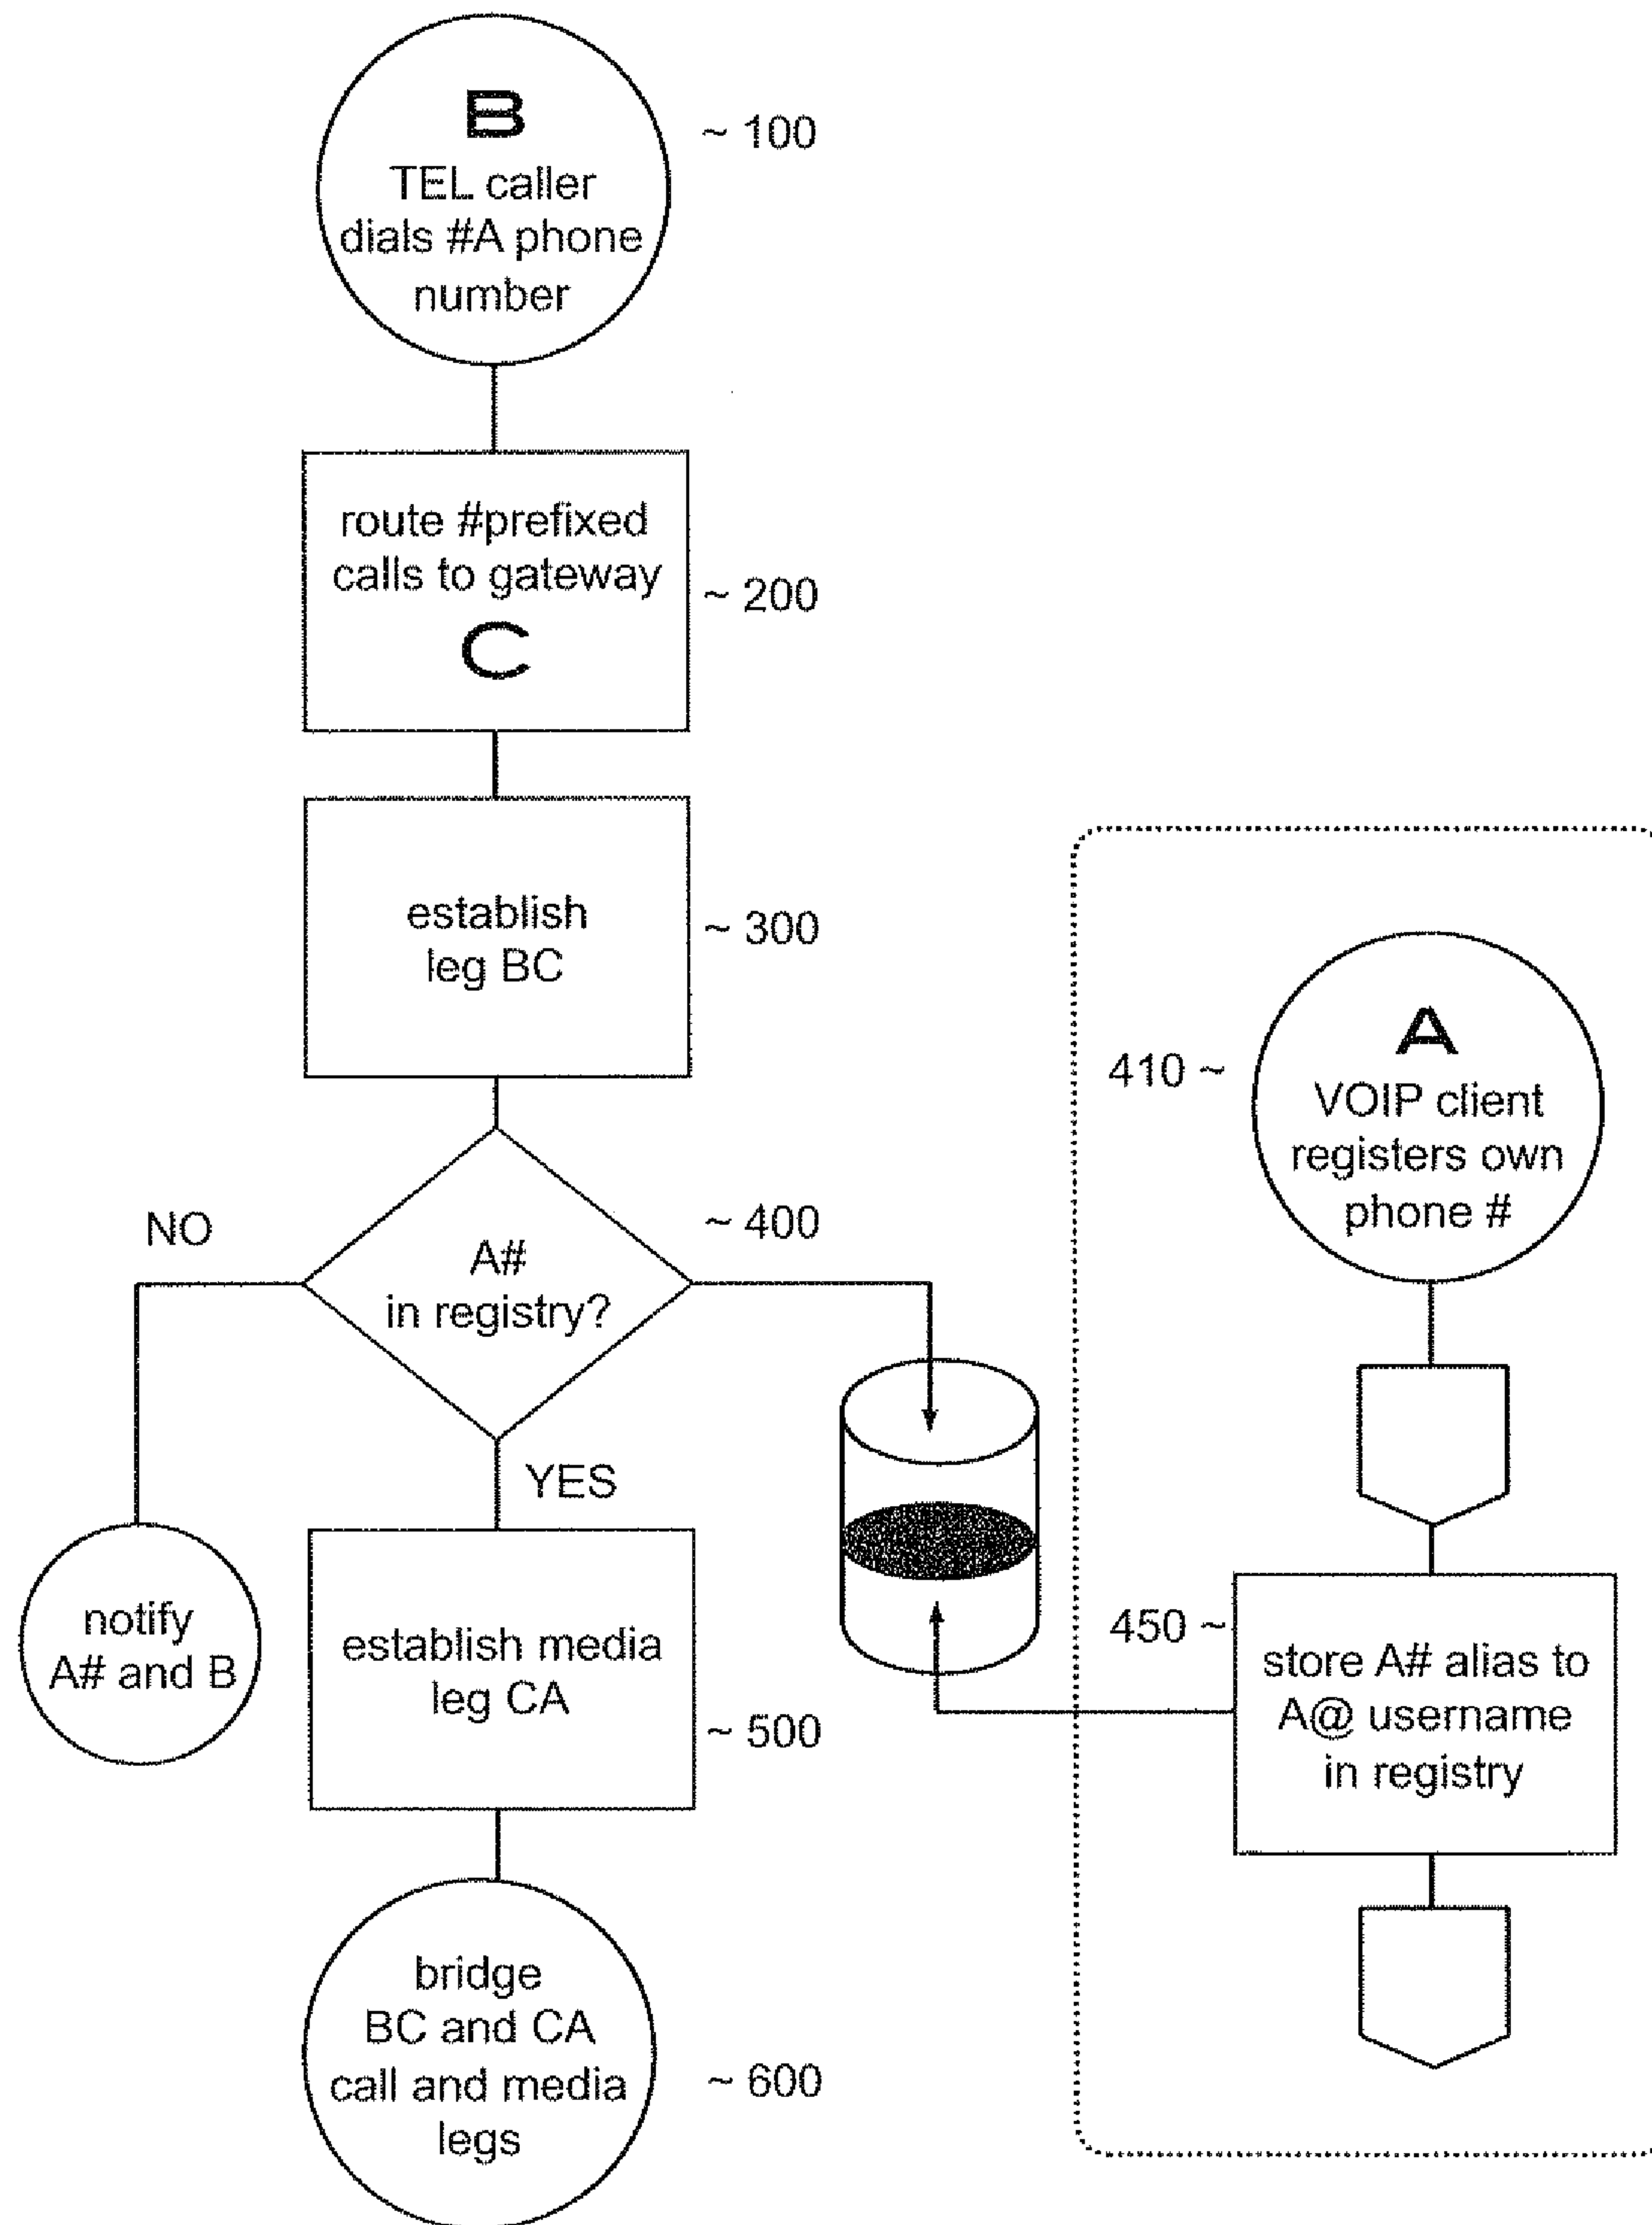 B
TEL caller
dials #A phone
number
~ 100
route #prefixed
calls to gateway
C
~ 200
establish
leg BC
~ 300
A#
in registry?
~ 400
NO
YES
notify
A# and B
establish media
leg CA
~ 500
bridge
BC and CA
call and media
legs
~ 600
410 ~
A
VOIP client
registers own
phone #
450 ~
store A# alias to
A@ username
in registry